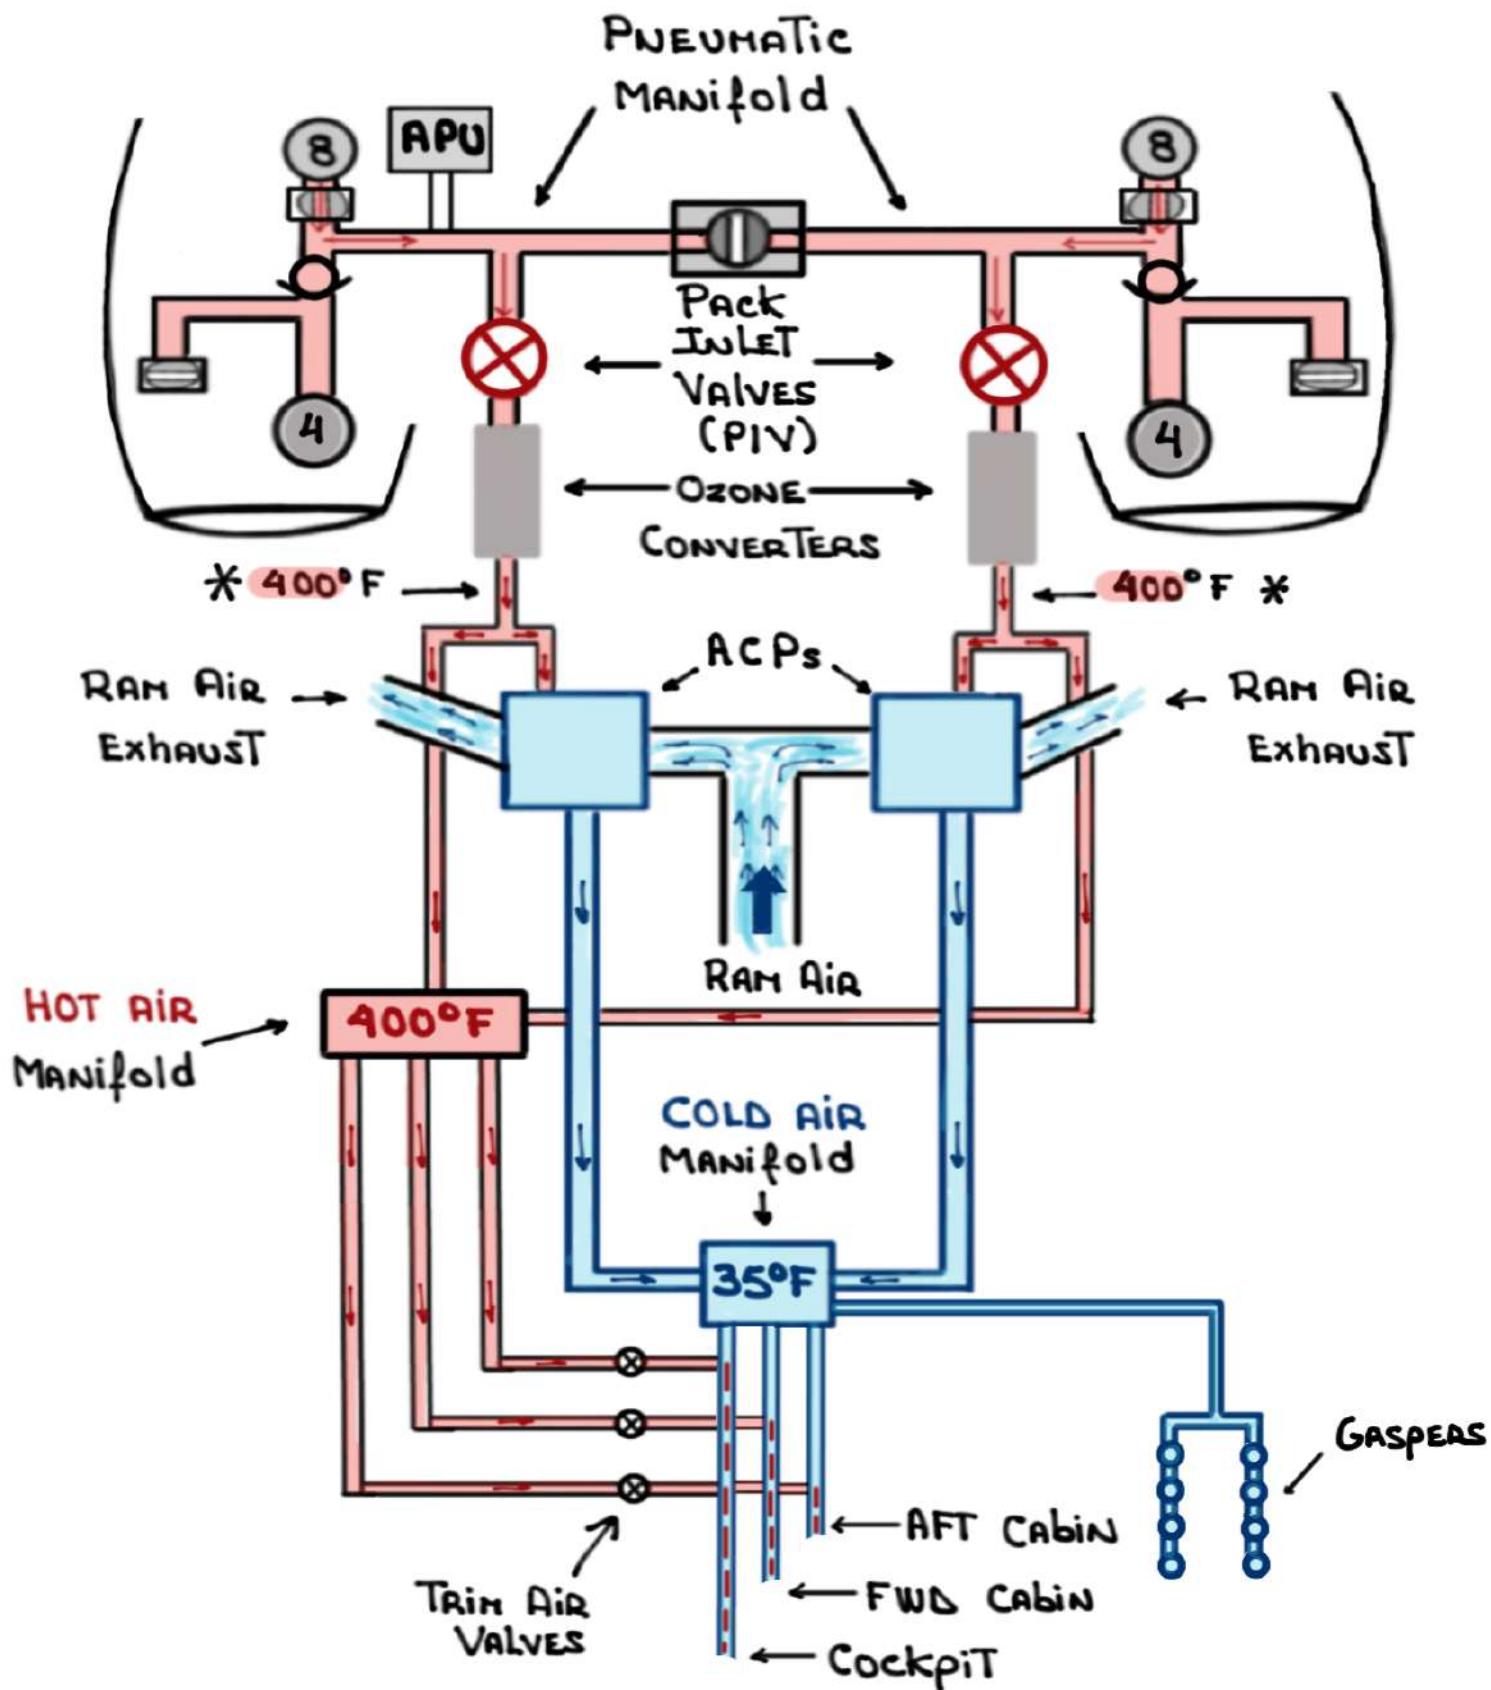 PNEUMATIC
MANifold
8
APU
8
Pack
INLET
VALVES
(PIV)
4
4
OZONE
CONVERTERS
* 400°F
400°F *
ACPs
RAM AIR
ExhAUST
RAM AiR
ExhAUST
RAM AiR
HOT AiR
MANifold
400°F
COLD AiR
MANifold
35°F
GASPERS
AFT CAbiN
TRIM AiR
VALVES
FWD CAbiN
CockpiT